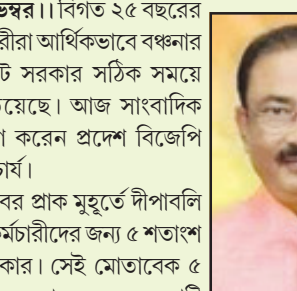 ম্বর।। বিগত ২৫ বছরের
রীরা আর্থিকভাবে বঞ্চনার
ট সরকার সঠিক সময়ে
য়েছে। আজ সাংবাদিক
করেন প্রদেশ বিজেপি
চার্য।
বের প্রাক মুহূর্তে দীপাবলি
র্মচারীদের জন্য ৫ শতাংশ
কার। সেই মোতাবেক ৫